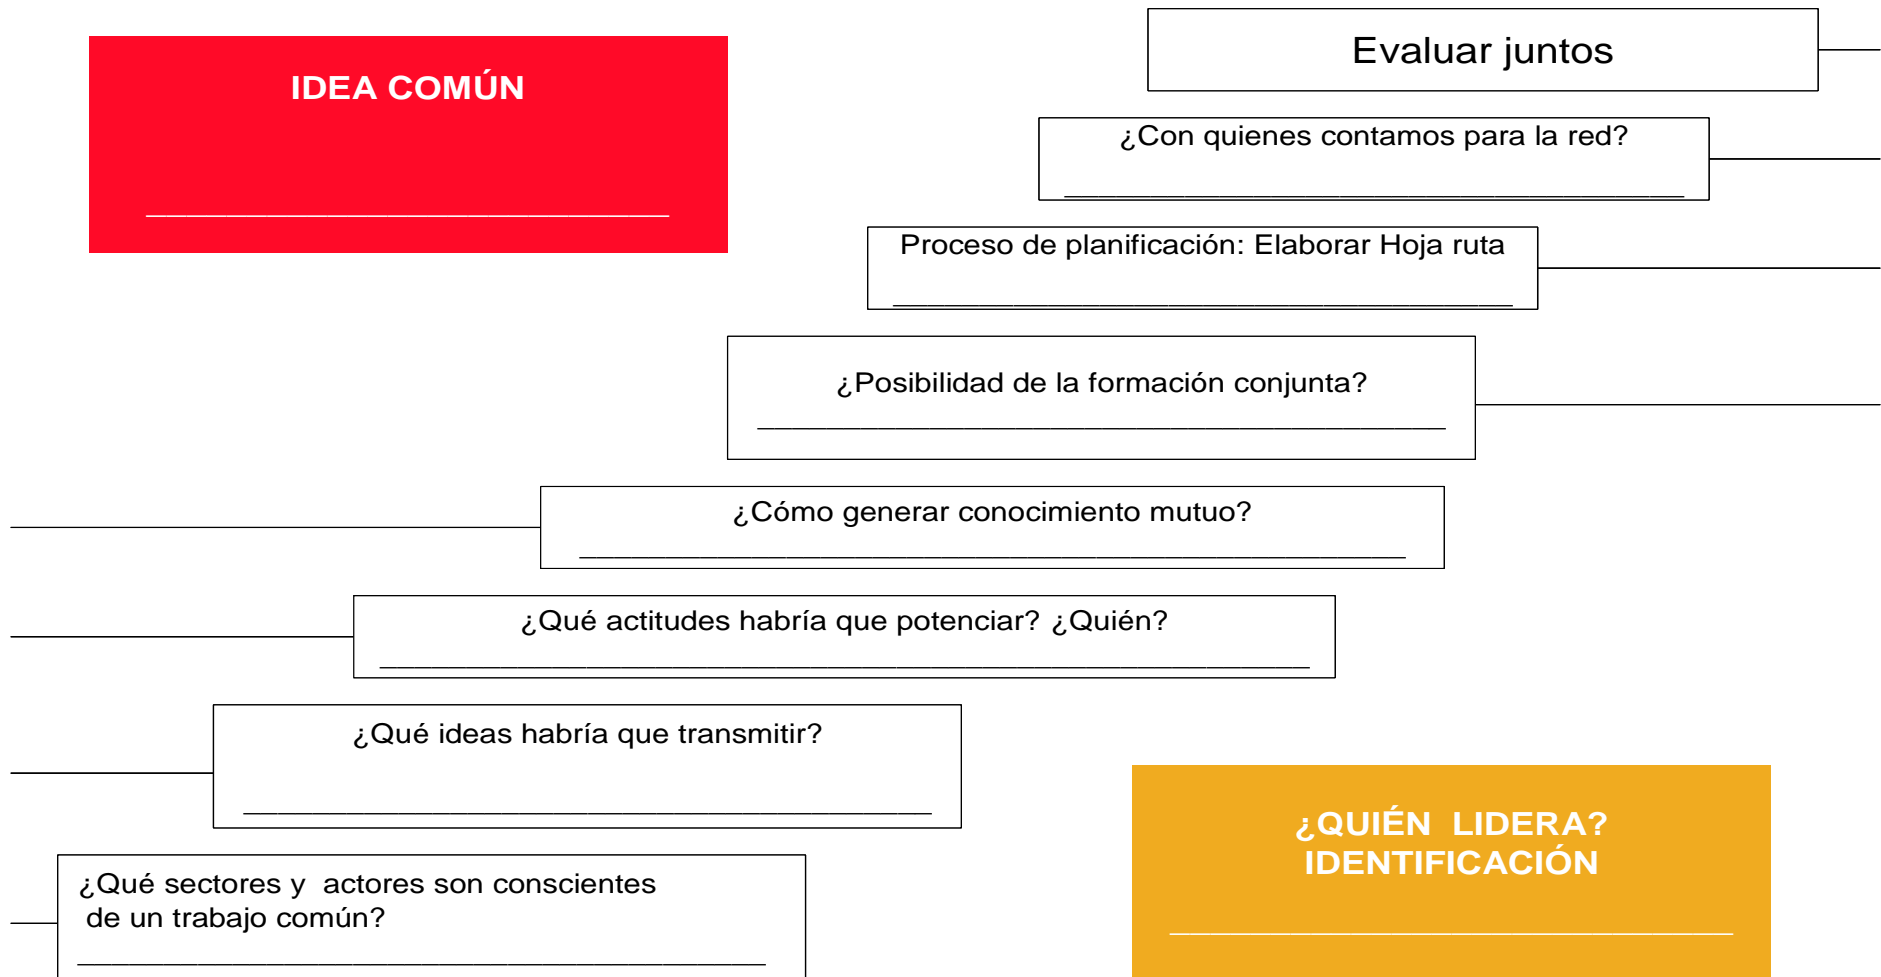 IDEA COMÚN
Evaluar juntos
¿Con quienes contamos para la red?
Proceso de planificación: Elaborar Hoja ruta
¿Posibilidad de la formación conjunta?
¿Cómo generar conocimiento mutuo?
¿Qué actitudes habría que potenciar? ¿Quién?
¿Qué ideas habría que transmitir?
¿Qué sectores y actores son conscientes
de un trabajo común?
¿QUIÉN LIDERA?
IDENTIFICACIÓN